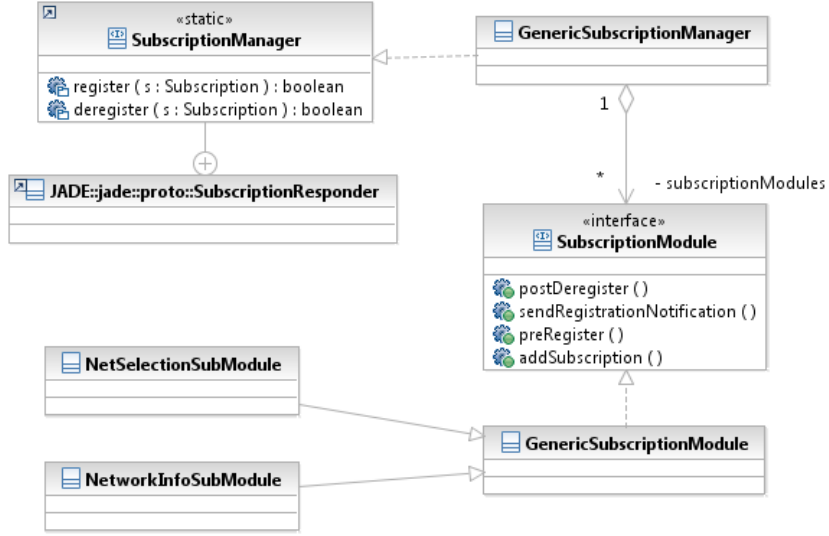 «static»
SubscriptionManager
register ( s : Subscription ) : boolean
deregister ( s : Subscription ) : boolean
GenericSubscriptionManager
1
*
- subscriptionModules
JADE::jade::proto::SubscriptionResponder
«interface»
SubscriptionModule
postDeregister ( )
sendRegistrationNotification ( )
preRegister ( )
addSubscription ( )
NetSelectionSubModule
GenericSubscriptionModule
NetworkInfoSubModule